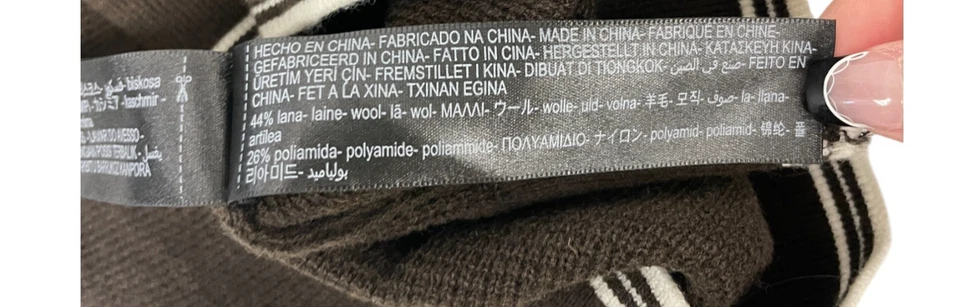 HECHO EN CHINA- FABRICADO NA CHINA- MADE IN CHINA- FABRIQUÉ EN CHINE-
GEFABRICEERD IN CHINA- FATTO IN CINA- HERGESTELLT IN CHINA- ΚΑΤΑΣΚΕΥΗ ΚΙΝΑ-
ÜRETİM YERİ ÇİN- FREMSTILLET I KINA- DIBUAT DI TIONGKOK- صنع في الصين- FEITO EN
CHINA- FET A LA XINA- TXINAN EGINA
44% lana- laine- wool- lã- wol- ΜΑΛΛΙ- ウール- wolle- uld- volna- 羊毛- 모직- صوف- la- llana-
artilea
26% poliamida- polyamide- poliammide- ΠΟΛΥΑΜΙΔΙΟ- ナイロン- polyamid- poliamid- 锦纶- 폴
리아미드- بولياميد
biskosa
kaschmir-